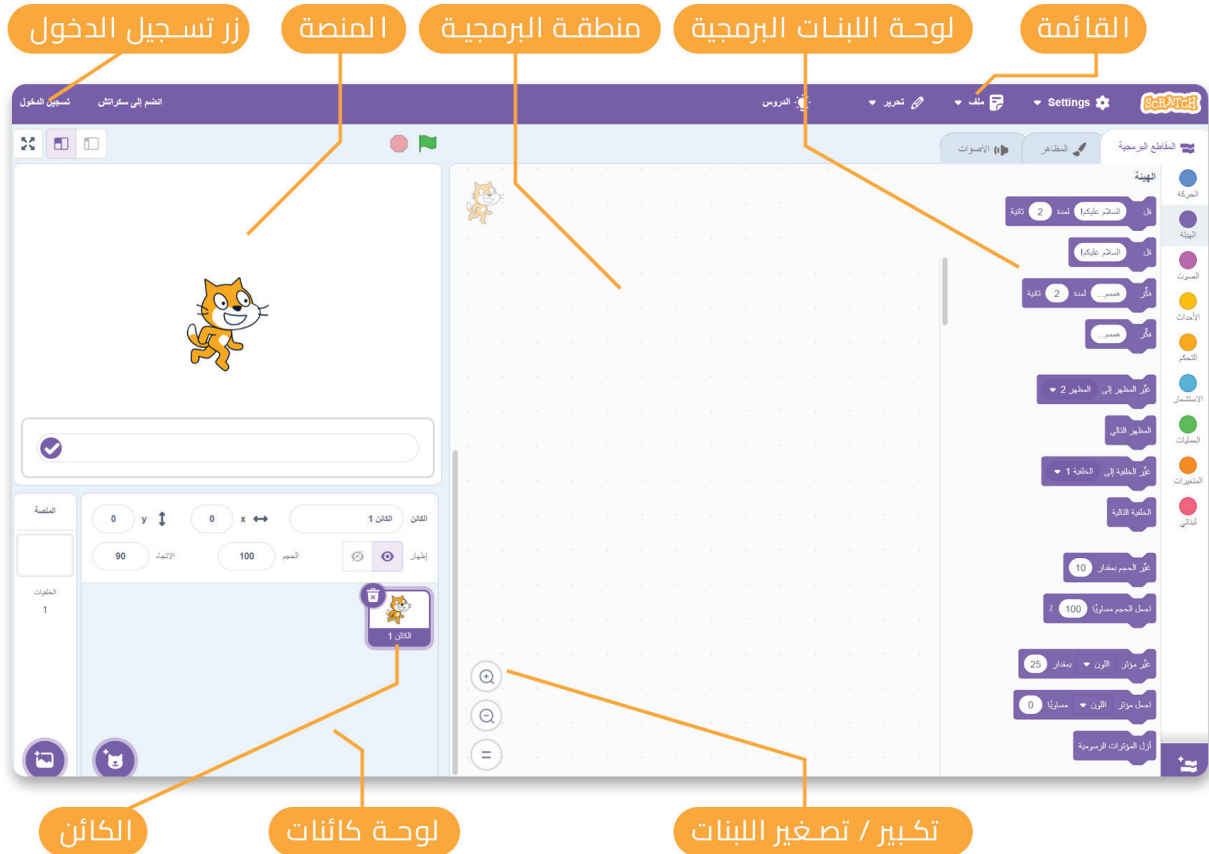 القائمة
لوحة اللبنات البرمجية
منطقة البرمجية
المنصة
زر تسجيل الدخول
SCRATCH
Settings
ملف
تحرير
الدروس
انضم إلى سكراتش
تسجيل الدخول
المقاطع البرمجية
المظاهر
الأصوات
الحركة
الهيئة
الصوت
الأحداث
التحكم
الاستشعار
العمليات
المتغيرات
لبناتي
الهيئة
قل السلام عليكم! لمدة 2 ثانية
قل السلام عليكم!
فكّر همم... لمدة 2 ثانية
فكّر همم...
غيّر المظهر إلى المظهر 2
المظهر التالي
غيّر الخلفية إلى الخلفية 1
الخلفية التالية
غيّر الحجم بمقدار 10
اجعل الحجم مساويًا 100 ٪
غيّر مؤثر اللون بمقدار 25
اجعل مؤثر اللون مساويًا 0
أزل المؤثرات الرسومية
الكائن الكائن 1 x 0 y 0
إظهار الحجم 100 الاتجاه 90
الكائن 1
المنصة
الخلفيات
1
تكبير / تصغير اللبنات
لوحة كائنات
الكائن